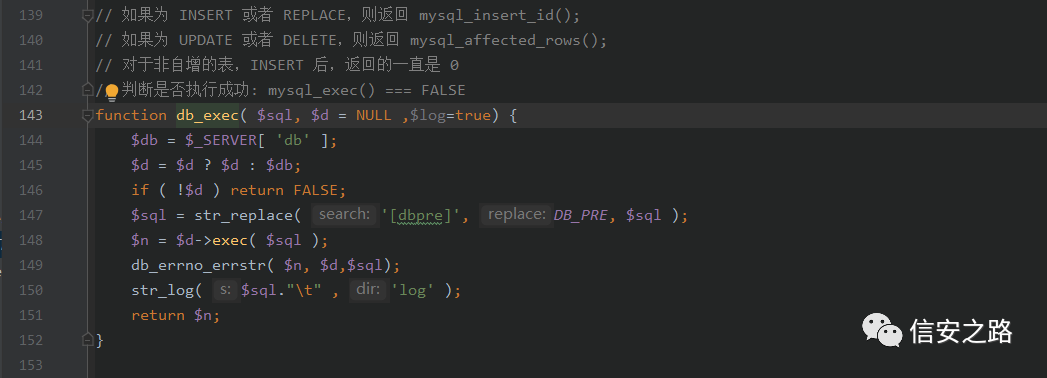 139 // 如果为 INSERT 或者 REPLACE，则返回 mysql_insert_id();
140 // 如果为 UPDATE 或者 DELETE，则返回 mysql_affected_rows();
141 // 对于非自增的表，INSERT 后，返回的一直是 0
142 / 判断是否执行成功: mysql_exec() === FALSE
143 function db_exec( $sql, $d = NULL ,$log=true) {
144 $db = $_SERVER[ 'db' ];
145 $d = $d ? $d : $db;
146 if ( !$d ) return FALSE;
147 $sql = str_replace( search: '[dbpre]', replace: DB_PRE, $sql );
148 $n = $d->exec( $sql );
149 db_errno_errstr( $n, $d,$sql);
150 str_log( s: $sql."\t" , dir: 'log' );
151 return $n;
152 }
153
信安之路